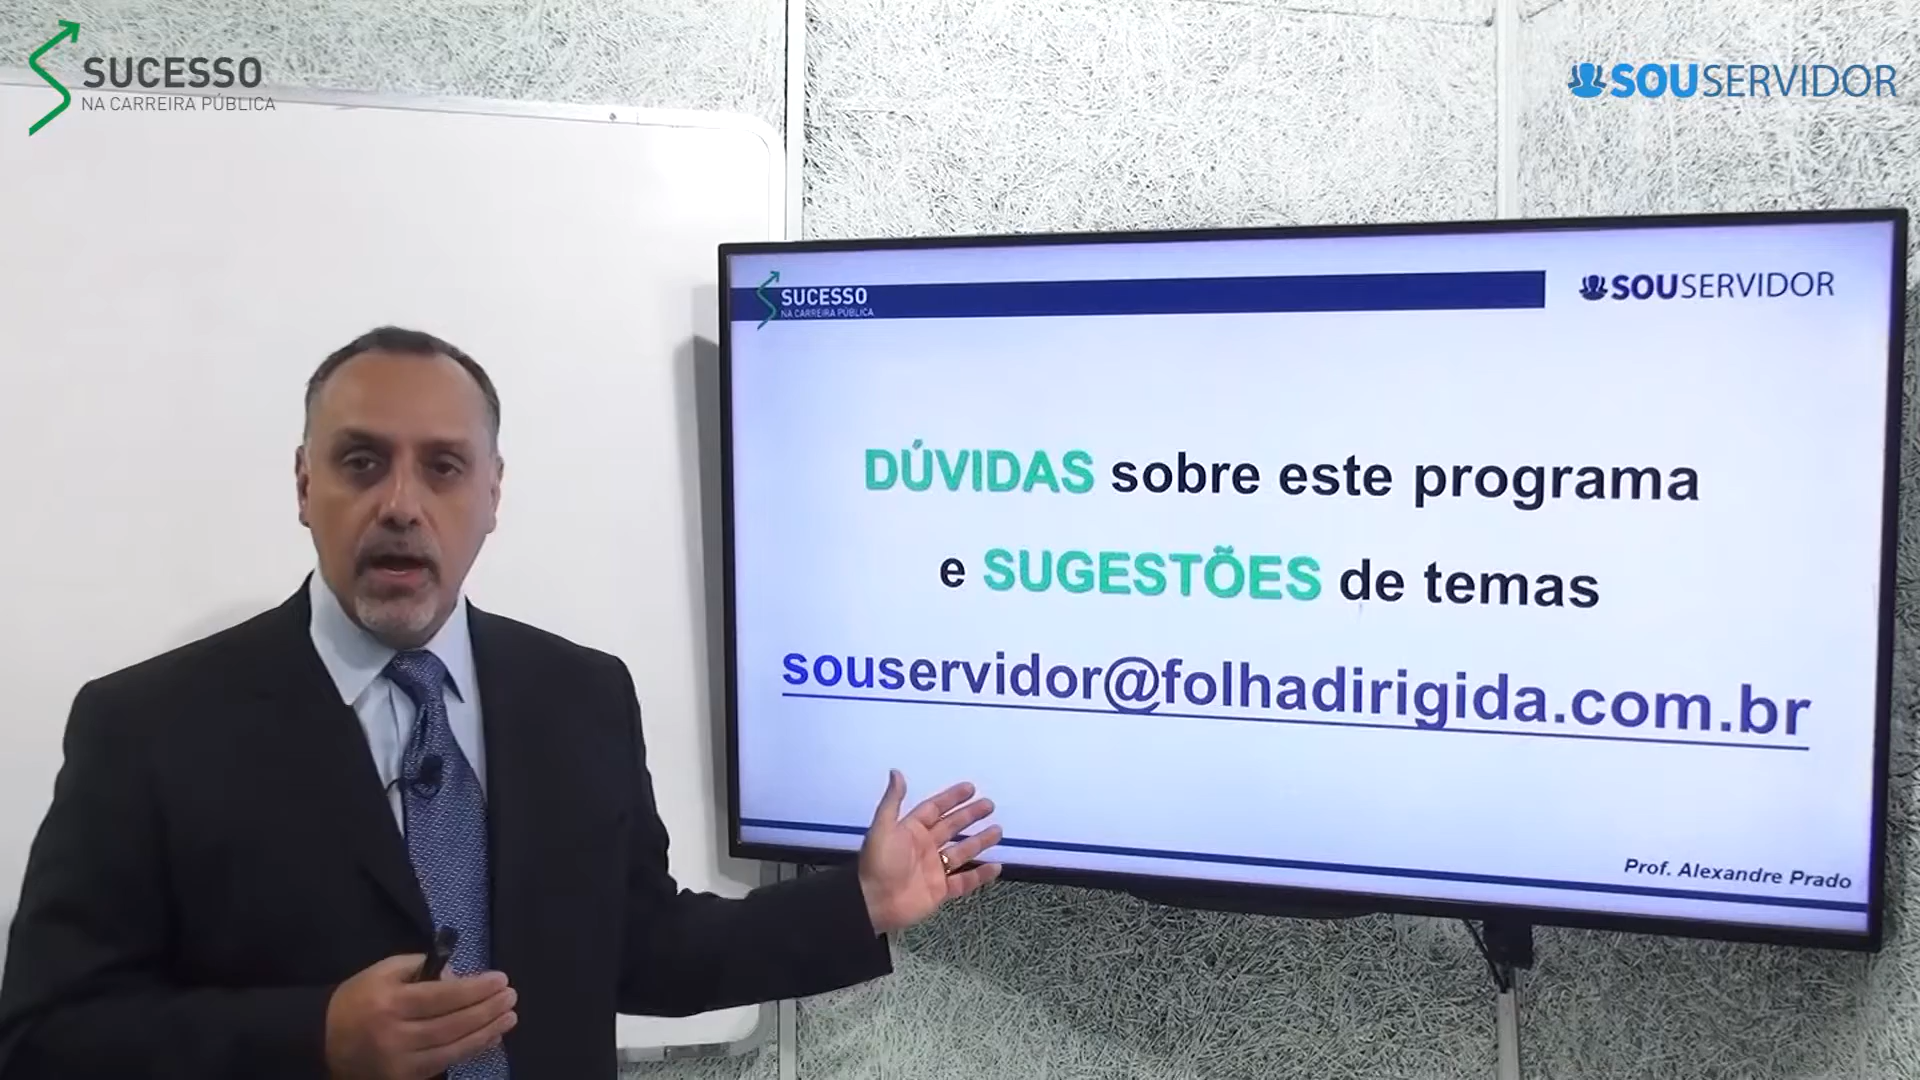 SUCESSO
NA CARREIRA PÚBLICA
SOUSERVIDOR
SUCESSO
NA CARREIRA PÚBLICA
SOUSERVIDOR
DÚVIDAS sobre este programa
e SUGESTÕES de temas
souservidor@folhadirigida.com.br
Prof. Alexandre Prado